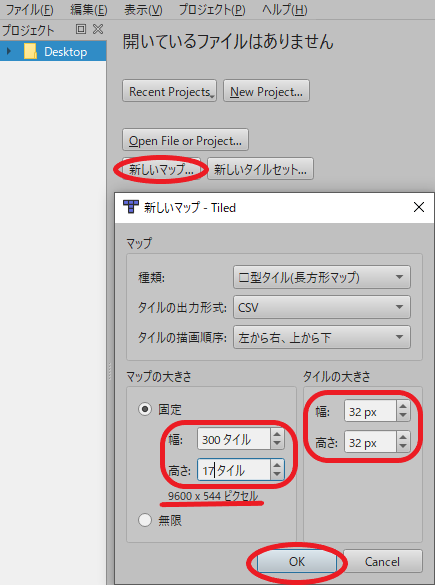 ファイル(F) 編集(E) 表示(V) プロジェクト(P) ヘルプ(H)
プロジェクト
Desktop
開いているファイルはありません
Recent Projects New Project...
Open File or Project...
新しいマップ... 新しいタイルセット...
新しいマップ - Tiled
マップ
種類: □型タイル(長方形マップ)
タイルの出力形式: CSV
タイルの描画順序: 左から右、上から下
マップの大きさ
固定
幅: 300 タイル
高さ: 17 タイル
9600 x 544 ピクセル
無限
タイルの大きさ
幅: 32 px
高さ: 32 px
OK Cancel